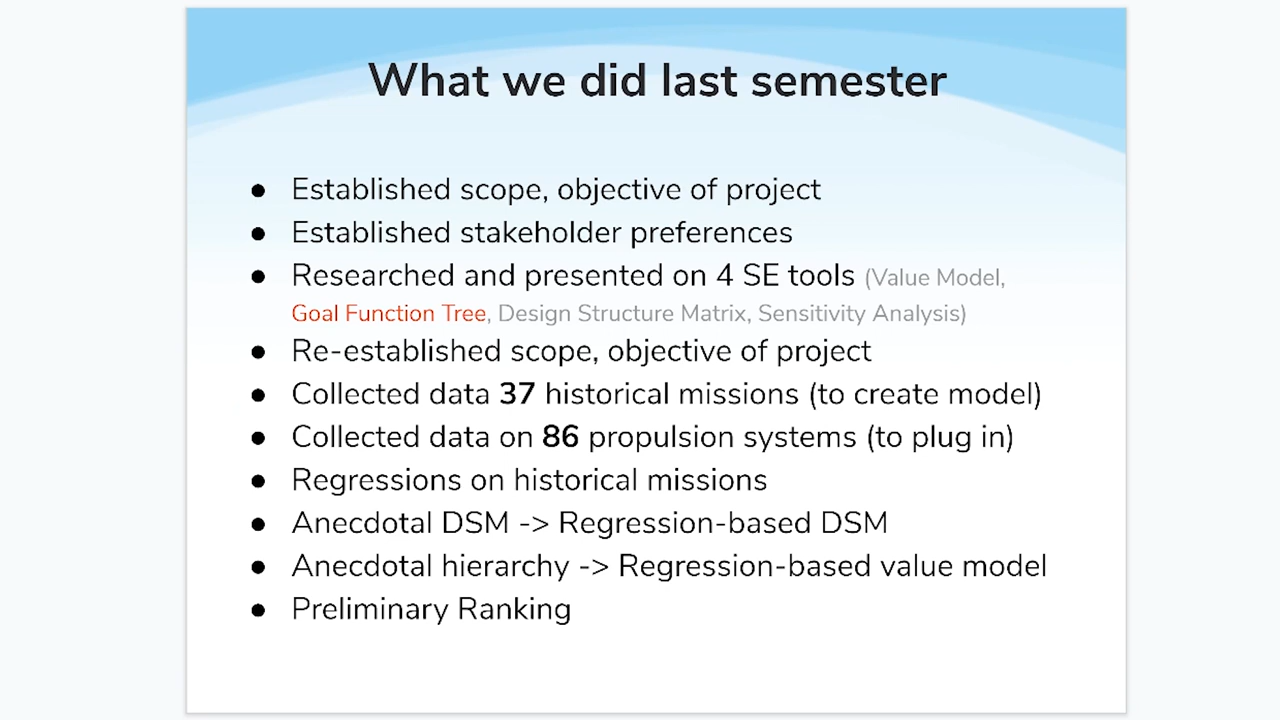 What we did last semester
● Established scope, objective of project
● Established stakeholder preferences
● Researched and presented on 4 SE tools (Value Model,
Goal Function Tree, Design Structure Matrix, Sensitivity Analysis)
● Re-established scope, objective of project
● Collected data 37 historical missions (to create model)
● Collected data on 86 propulsion systems (to plug in)
● Regressions on historical missions
● Anecdotal DSM -> Regression-based DSM
● Anecdotal hierarchy -> Regression-based value model
● Preliminary Ranking